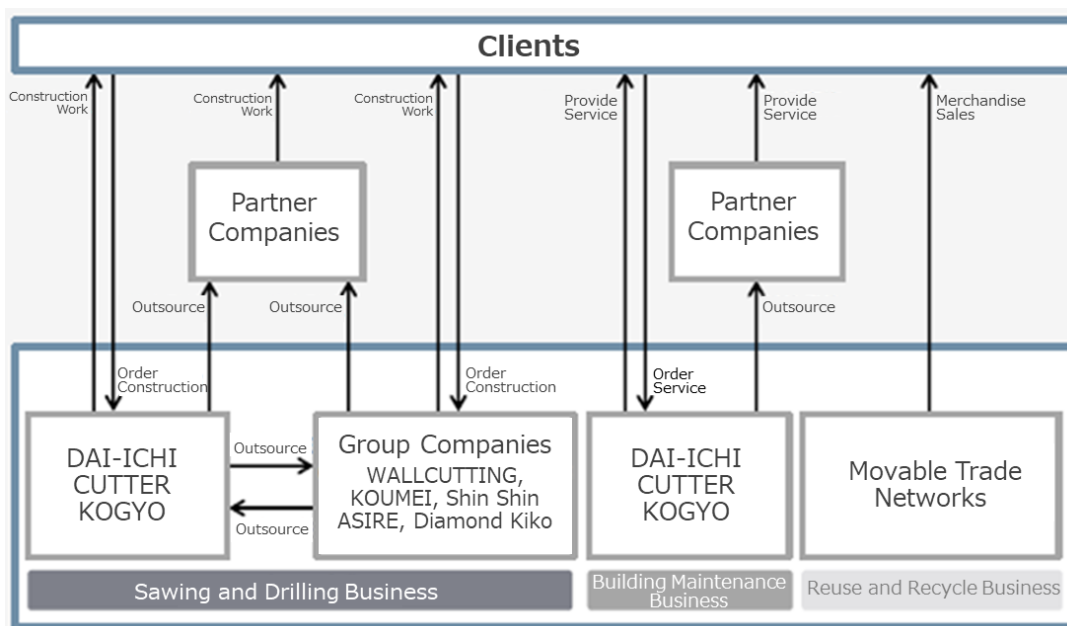 Clients
Construction
Work
Construction
Work
Construction
Work
Provide
Service
Provide
Service
Merchandise
Sales
Partner
Companies
Partner
Companies
Outsource
Outsource
Outsource
Order
Construction
Order
Construction
Order
Service
DAI-ICHI
CUTTER
KOGYO
Outsource
Outsource
Group Companies
WALLCUTTING,
KOUMEI, Shin Shin
ASIRE, Diamond Kiko
DAI-ICHI
CUTTER
KOGYO
Movable Trade
Networks
Sawing and Drilling Business
Building Maintenance
Business
Reuse and Recycle Business